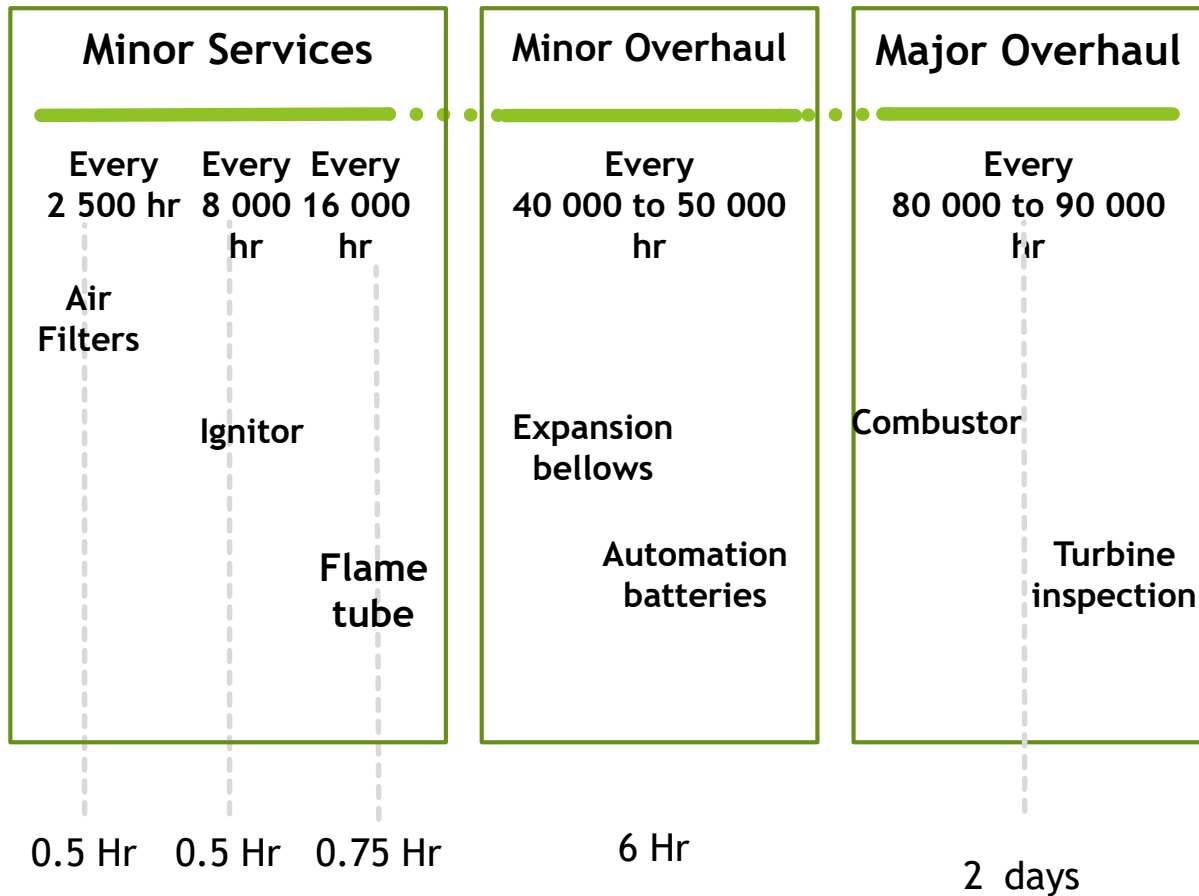 Minor Services
Minor Overhaul
Major Overhaul
Every
2 500 hr
Every
8 000
hr
Every
16 000
hr
Every
40 000 to 50 000
hr
Every
80 000 to 90 000
hr
Air
Filters
Ignitor
Flame
tube
Expansion
bellows
Automation
batteries
Combustor
Turbine
inspection
0.5 Hr
0.5 Hr
0.75 Hr
6 Hr
2 days